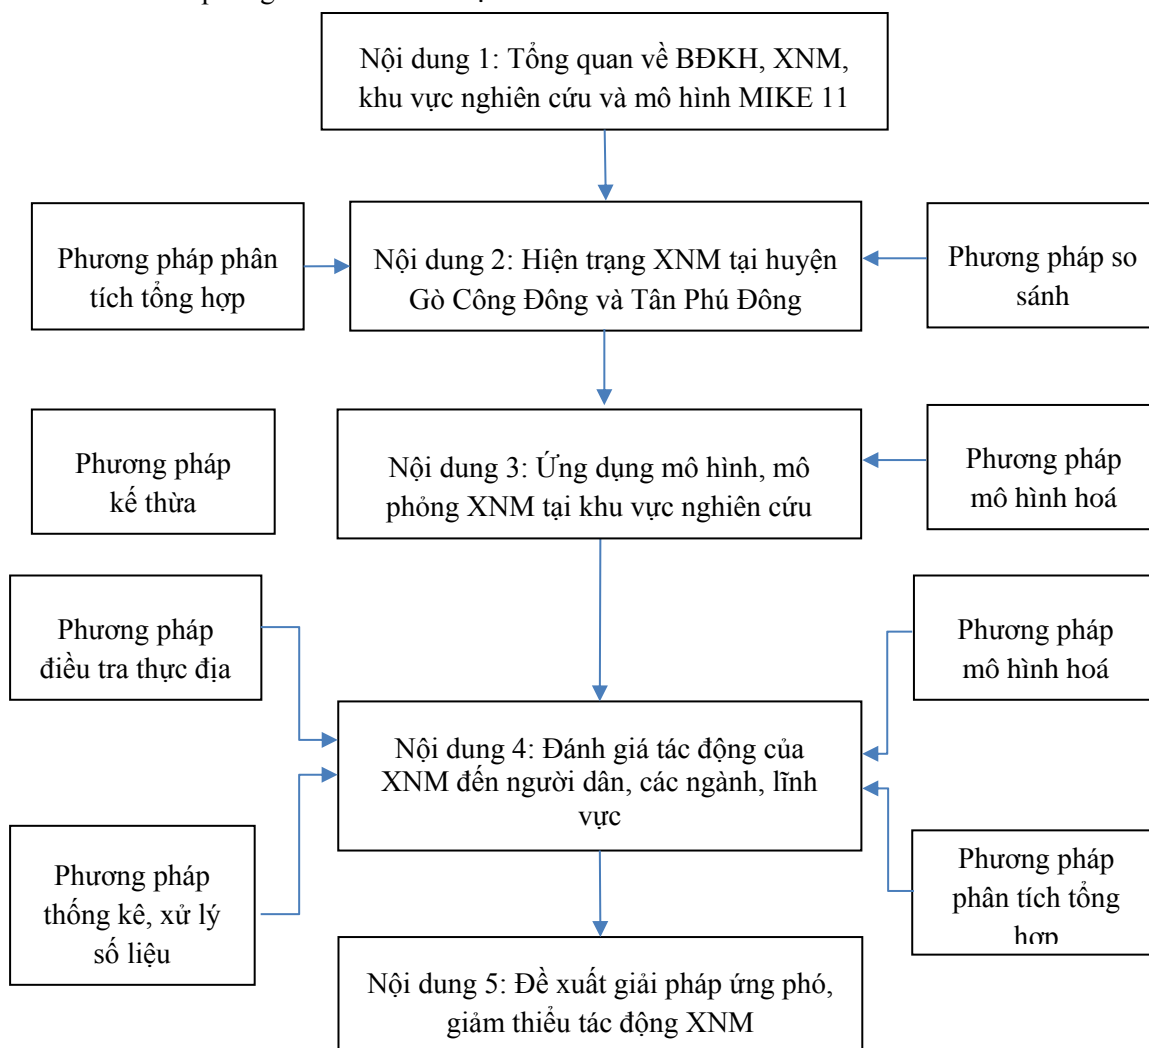 Nội dung 1: Tổng quan về BĐKH, XNM,
khu vực nghiên cứu và mô hình MIKE 11
Phương pháp phân
tích tổng hợp
Nội dung 2: Hiện trạng XNM tại huyện
Gò Công Đông và Tân Phú Đông
Phương pháp so
sánh
Phương pháp
kế thừa
Nội dung 3: Ứng dụng mô hình, mô
phỏng XNM tại khu vực nghiên cứu
Phương pháp
mô hình hoá
Phương pháp
điều tra thực địa
Phương pháp
mô hình hoá
Nội dung 4: Đánh giá tác động của
XNM đến người dân, các ngành, lĩnh
vực
Phương pháp
thống kê, xử lý
số liệu
Phương pháp
phân tích tổng
hợp
Nội dung 5: Đề xuất giải pháp ứng phó,
giảm thiểu tác động XNM